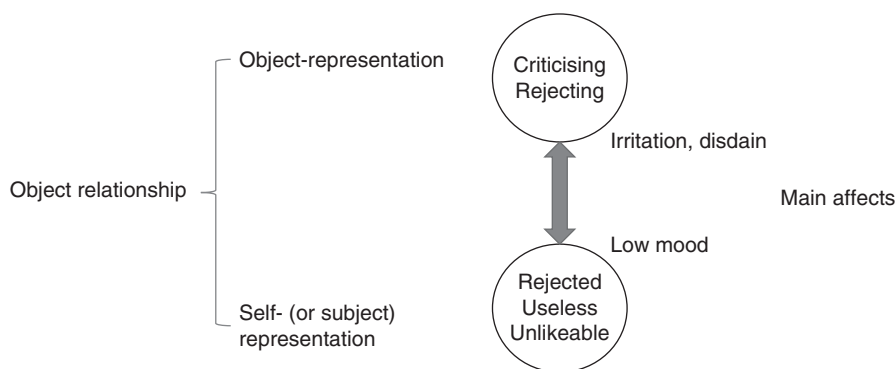 Object-representation
Criticising
Rejecting
Irritation, disdain
Object relationship
Main affects
Low mood
Self- (or subject)
representation
Rejected
Useless
Unlikeable